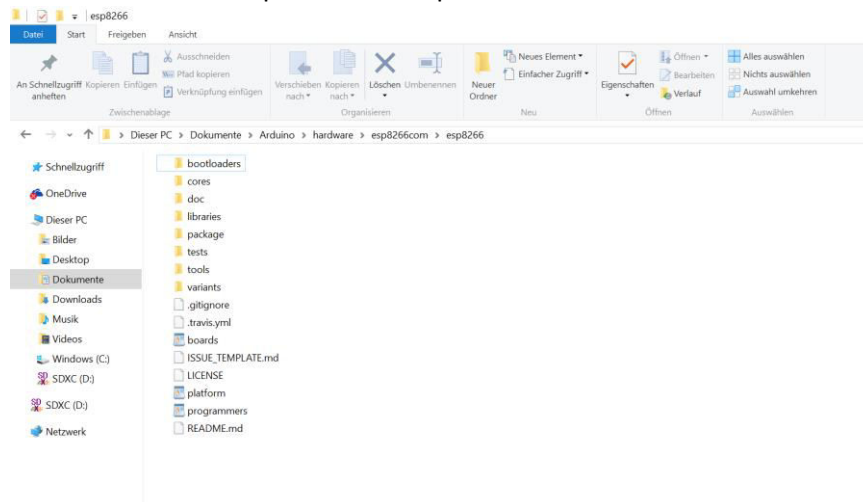 esp8266
Datei Start Freigeben Ansicht
An Schnellzugriff anheften
Kopieren
Einfügen
Ausschneiden
Pfad kopieren
Verknüpfung einfügen
Zwischenablage
Verschieben nach
Kopieren nach
Löschen
Umbenennen
Organisieren
Neuer Ordner
Neues Element
Einfacher Zugriff
Neu
Eigenschaften
Öffnen
Bearbeiten
Verlauf
Öffnen
Alles auswählen
Nichts auswählen
Auswahl umkehren
Auswählen
Dieser PC > Dokumente > Arduino > hardware > esp8266com > esp8266
Schnellzugriff
OneDrive
Dieser PC
Bilder
Desktop
Dokumente
Downloads
Musik
Videos
Windows (C:)
SDXC (D:)
SDXC (D:)
Netzwerk
bootloaders
cores
doc
libraries
package
tests
tools
variants
.gitignore
.travis.yml
boards
ISSUE_TEMPLATE.md
LICENSE
platform
programmers
README.md